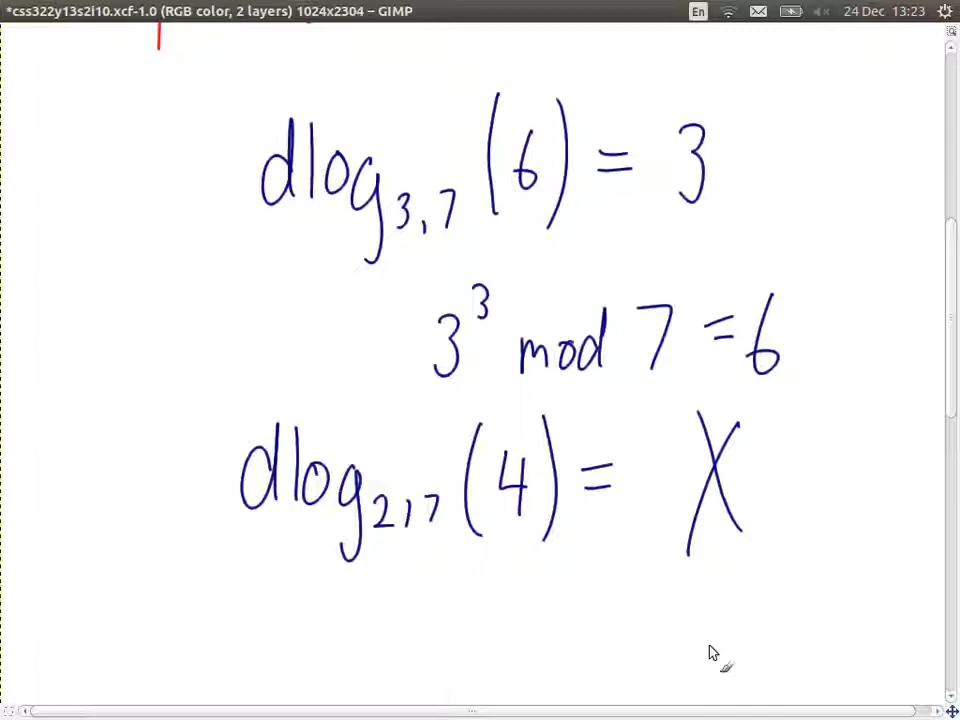 *css322y13s2i10.xcf-1.0 (RGB color, 2 layers) 1024x2304 – GIMP En 24 Dec 13:23
dlog₃,₇ (6) = 3
3³ mod 7 = 6
dlog₂,₇ (4) = X